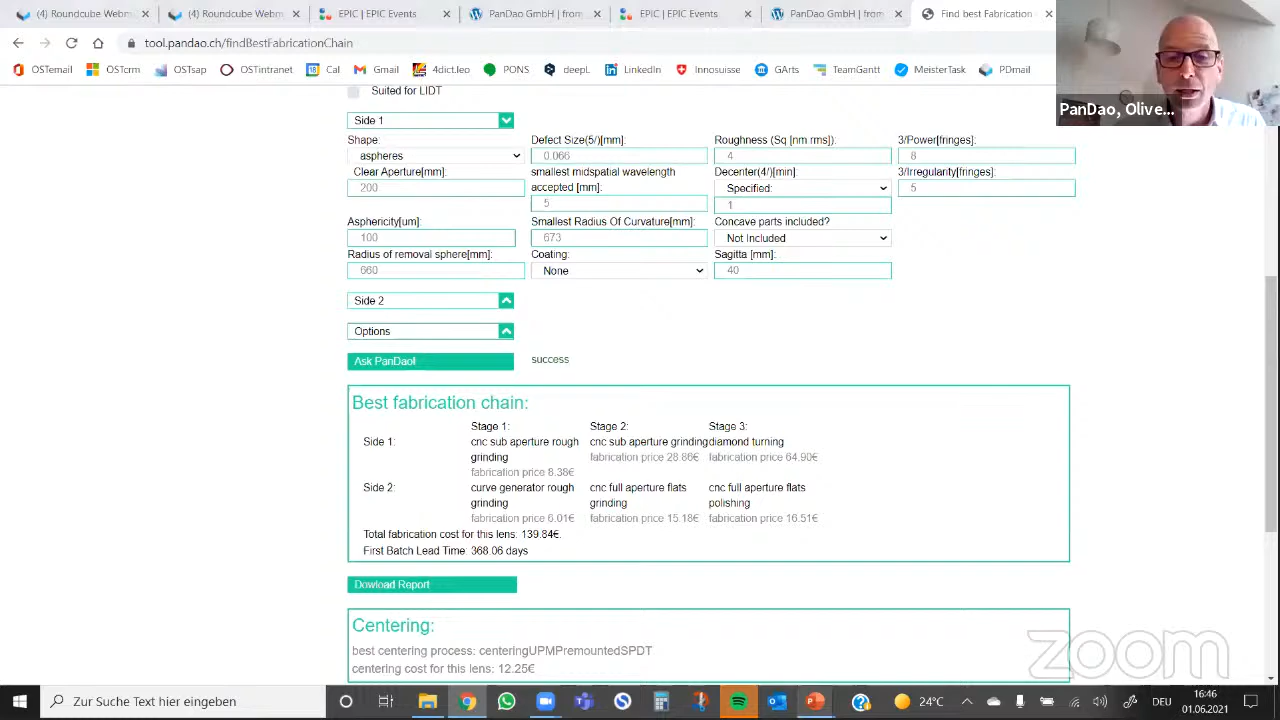 (4) Roundcube Webm
(4) Roundcube Webm
EPIC | EPIC Events
PanDao GmbH | from
EPIC | EPIC Events
PanDao GmbH | from
Find best Fabrication
tool.pandao.ch/findBestFabricationChain
OSTemail
OSTcrm
OSTsap
OSTintranet
Cal
Gmail
4dict.leo
PONS
deepL
LinkedIn
Innosuisse
GArts
TeamGantt
MeisterTask
PDmail
PanDao, Olive...
Suited for LIDT
Side 1
Shape:
Defect Size(5/)[mm]:
Roughness (Sq [nm rms]):
3/Power[fringes]:
aspheres
0.066
4
8
Clear Aperture[mm]:
smallest midspatial wavelength
accepted [mm]:
Decenter(4/)[min]:
3/Irregularity[fringes]:
200
5
Specified:
1
5
Asphericity[um]:
Smallest Radius Of Curvature[mm]:
Concave parts included?
100
673
Not Included
Radius of removal sphere[mm]:
Coating:
Sagitta [mm]:
660
None
40
Side 2
Options
Ask PanDao!
success
Best fabrication chain:
Stage 1:
Stage 2:
Stage 3:
Side 1:
cnc sub aperture rough
grinding
fabrication price 8.38€
cnc sub aperture grinding
fabrication price 28.86€
diamond turning
fabrication price 64.90€
Side 2:
curve generator rough
grinding
fabrication price 6.01€
cnc full aperture flats
grinding
fabrication price 15.18€
cnc full aperture flats
polishing
fabrication price 16.51€
Total fabrication cost for this lens: 139.84€.
First Batch Lead Time: 368.06 days
Dowload Report
Centering:
best centering process: centeringUPMPremountedSPDT
centering cost for this lens: 12.25€
zoom
Zur Suche Text hier eingeben
24°C
DEU
16:46
01.06.2021